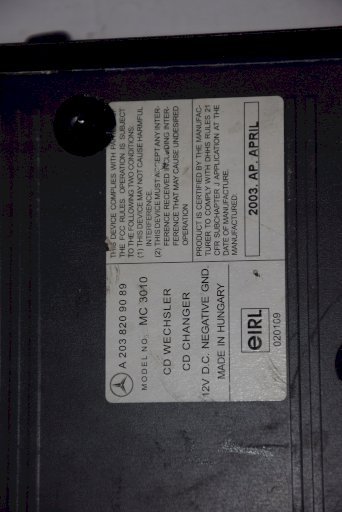 A 203 820 90 89
MODEL NO. MC 3010
CD WECHSLER
CD CHANGER
12V D.C. NEGATIVE GND.
MADE IN HUNGARY
eIRL
020109
THIS DEVICE COMPLIES WITH
THE FCC RULES OPERATION IS SUBJECT
TO THE FOLLOWING TWO CONDITIONS:
(1) THIS DEVICE MAY NOT CAUSE HARMFUL
INTERFERENCE.
(2) THIS DEVICE MUST ACCEPT ANY INTER-
FERENCE RECEIVED INCLUDING INTER-
FERENCE THAT MAY CAUSE UNDESIRED
OPERATION
PRODUCT IS CERTIFIED BY THE MANUFAC-
TURER TO COMPLY WITH DHHS RULES 21
CFR SUBCHAPTER J APPLICATION AT THE
DATE OF MANUFACTURE.
MANUFACTURED:
2003. AP. APRIL